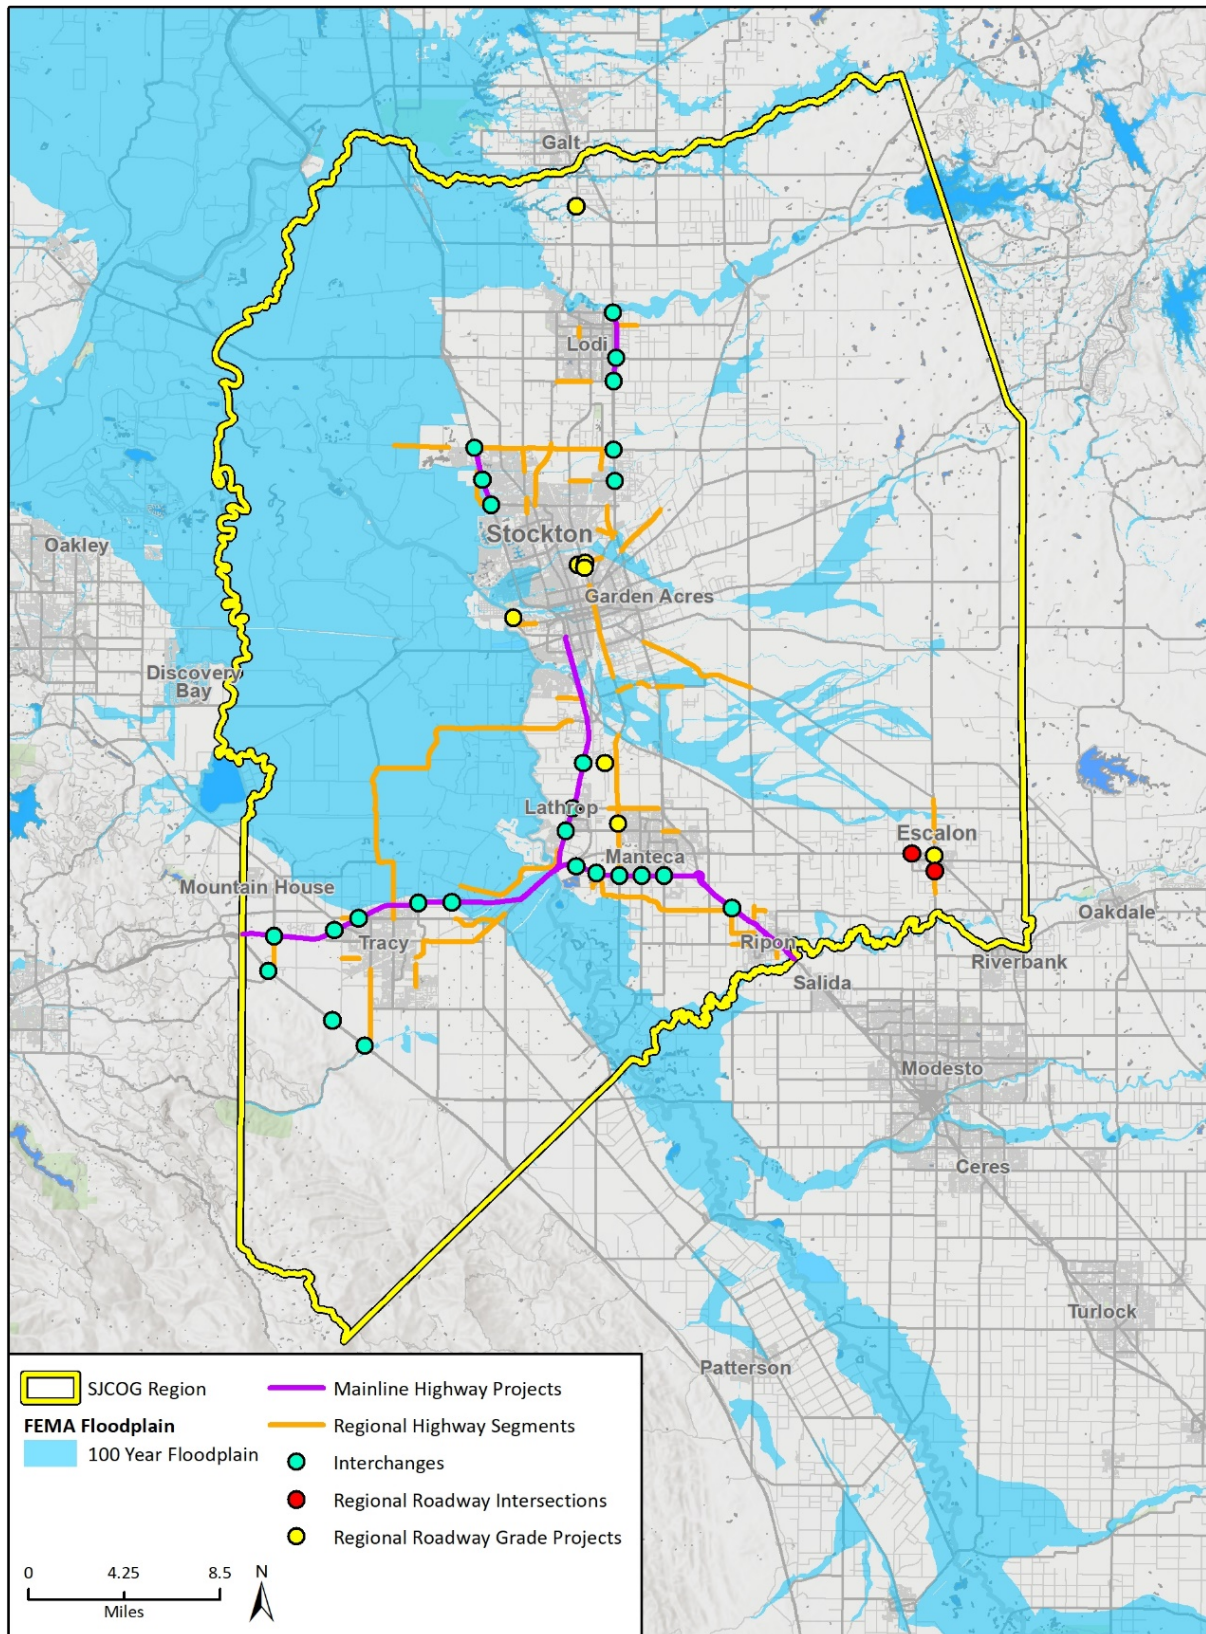 Galt
Lodi
Stockton
Oakley
Garden Acres
Discovery
Bay
Lathrop
Escalon
Manteca
Mountain House
Oakdale
Tracy
Ripon
Riverbank
Salida
Modesto
Ceres
Turlock
Patterson
SJCOG Region
FEMA Floodplain
100 Year Floodplain
Mainline Highway Projects
Regional Highway Segments
Interchanges
Regional Roadway Intersections
Regional Roadway Grade Projects
0 4.25 8.5
Miles
N